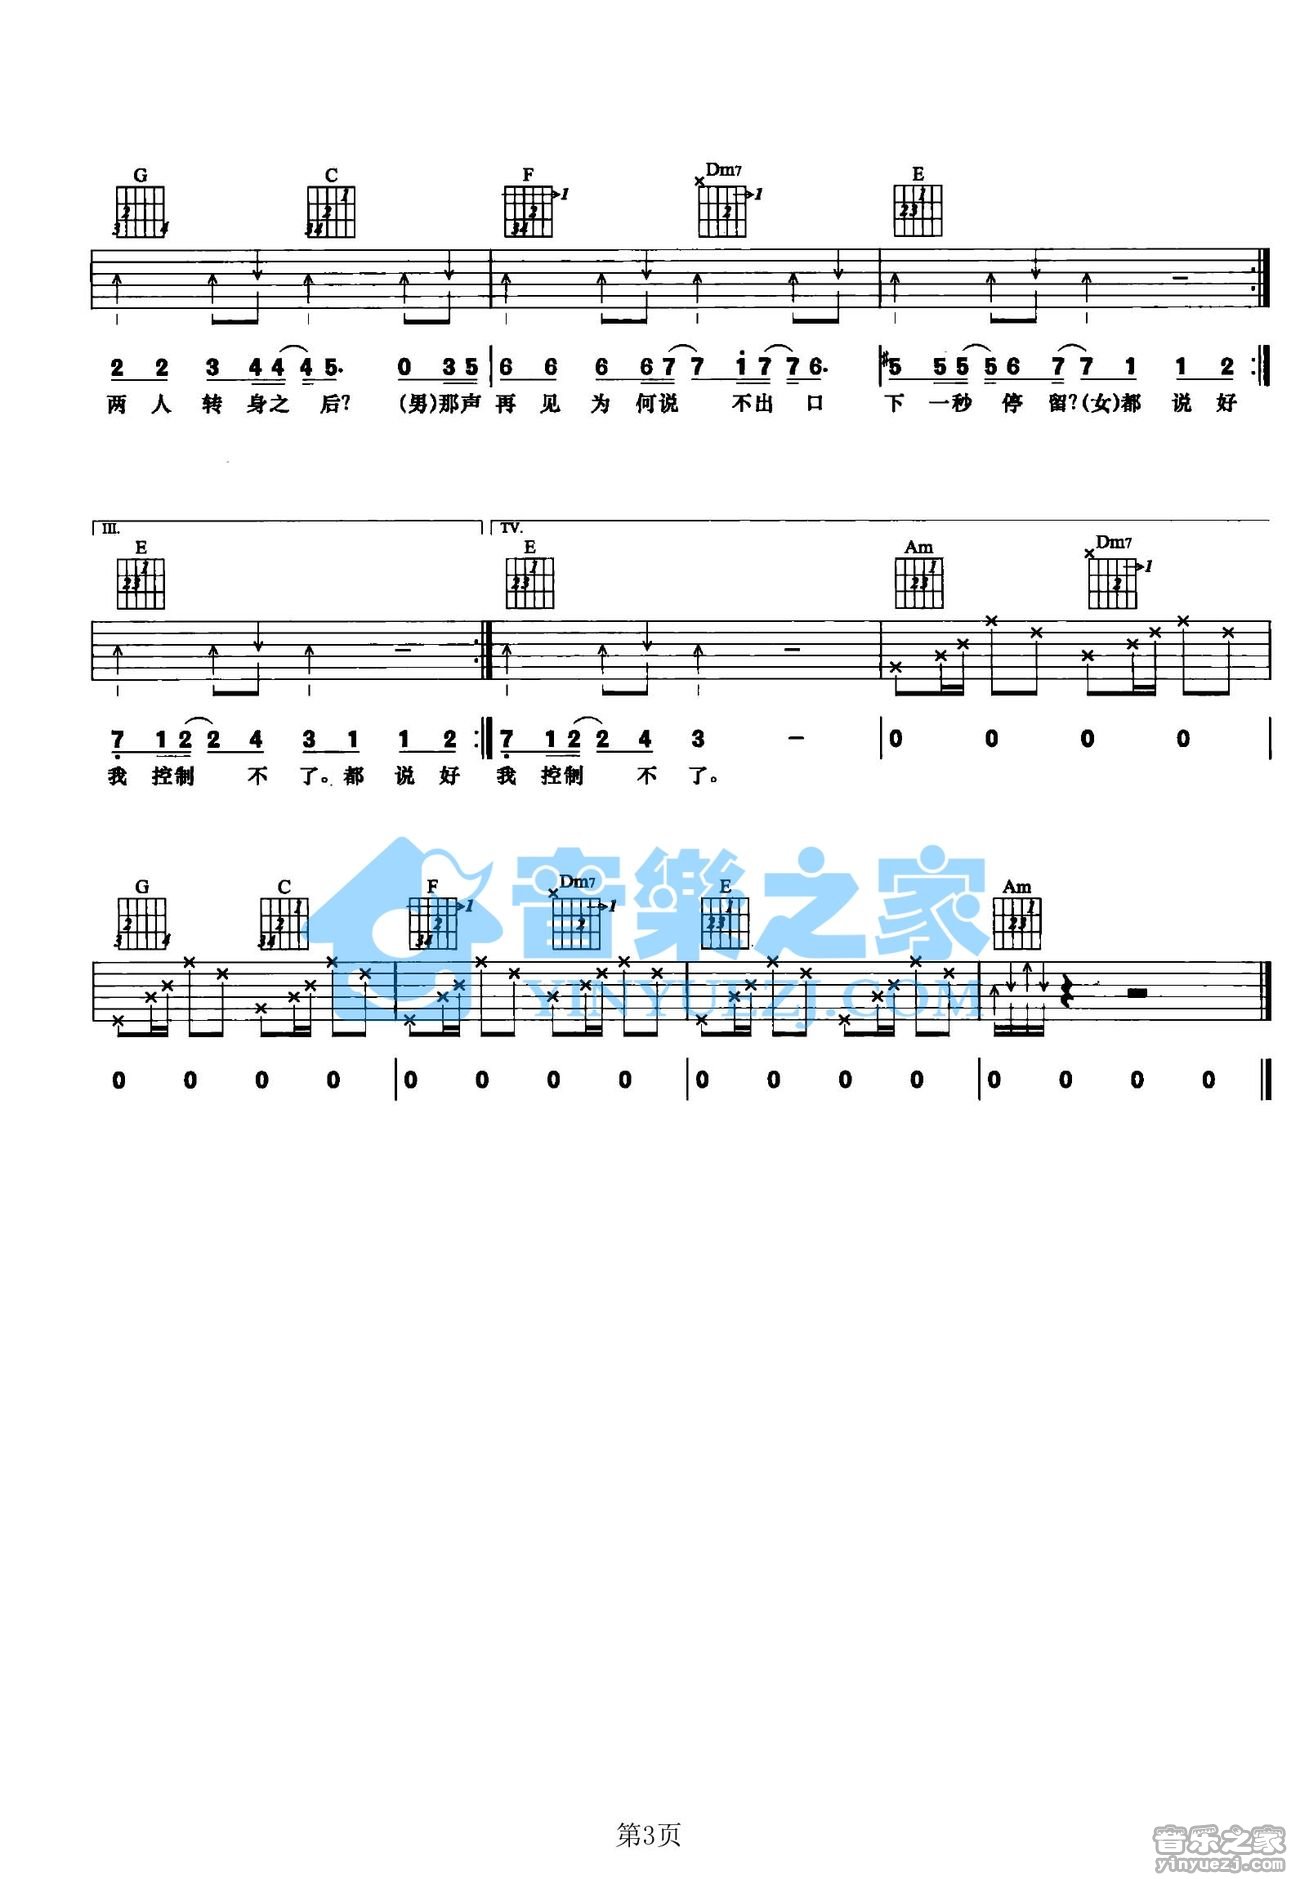 G C F Dm7 E
2 2 3 4 4 4 5. 0 3 5 6 6 6 6 7 7 1 7 7 6. #5 5 5 5 6 7 7 1 1 2
两 人 转 身 之 后? (男)那声 再 见 为 何说 不出 口 下 一秒 停 留?(女)都 说 好
III. IV.
E E Am Dm7
7 1 2 2 4 3 1 1 2 7 1 2 2 4 3 - 0 0 0 0
我 控制 不 了。都 说 好 我 控制 不 了。
音樂之家
G C F Dm7 E Am
YINYUEZJ.COM
0 0 0 0 0 0 0 0 0 0 0 0 0 0 0 0
第3页
音乐之家
yinyuezj.com